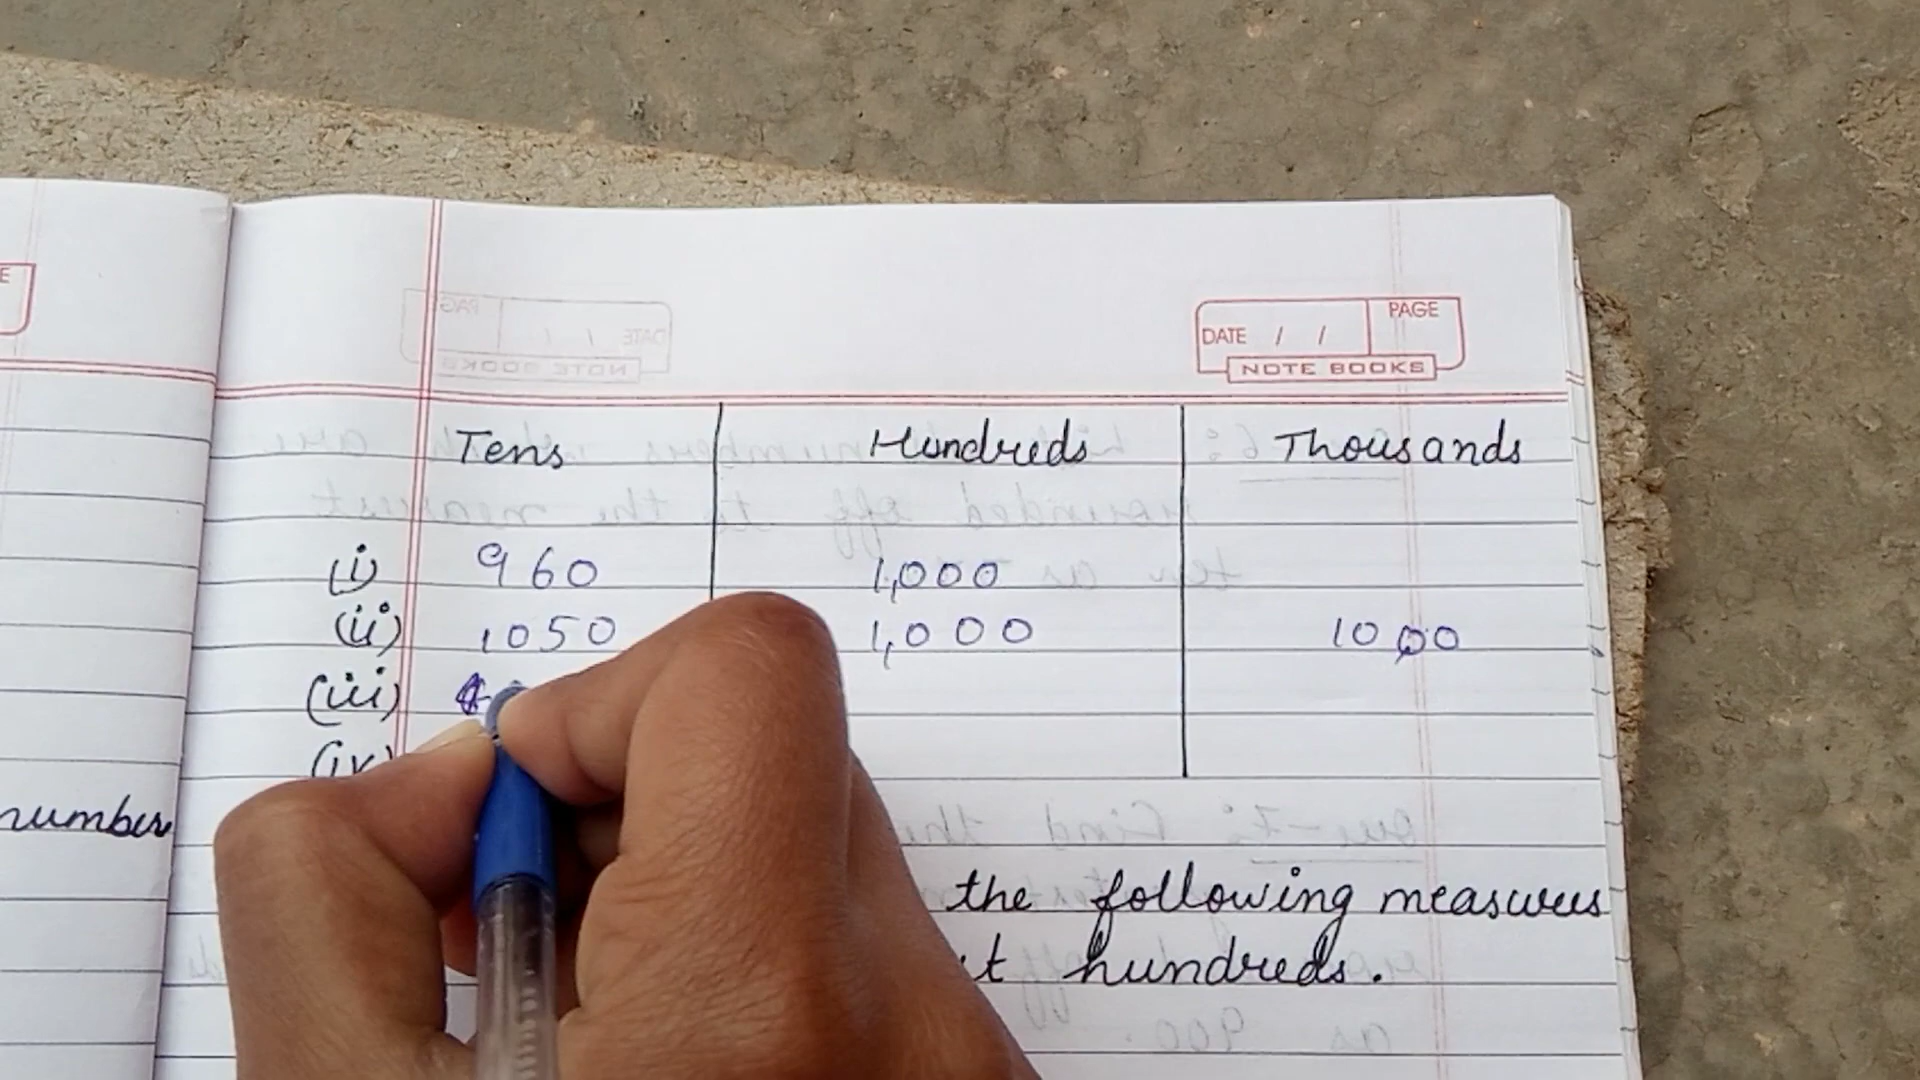 DATE / / PAGE
NOTE BOOKS
Tens Hundreds Thousands
(i) 960 1,000
(ii) 1050 1,000 1000
(iii)
(iv)
number
the following measures
hundreds.